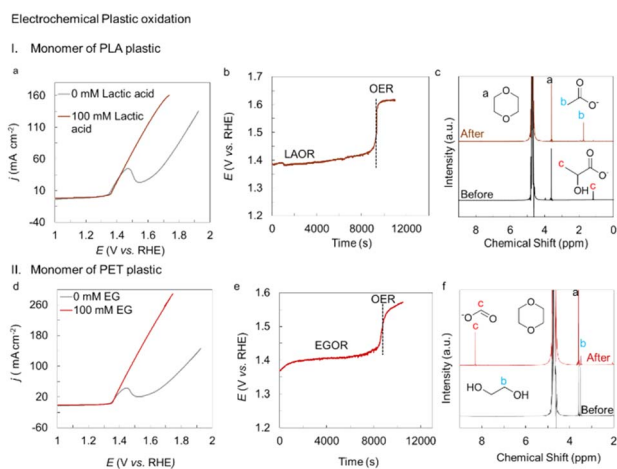 Electrochemical Plastic oxidation
I. Monomer of PLA plastic
a
160
110
60
10
-40
j (mA cm⁻²)
0 mM Lactic acid
100 mM Lactic
acid
1 1.2 1.4 1.6 1.8 2
E (V vs. RHE)
b
1.7
1.6
1.5
1.4
1.3
1.2
E (V vs. RHE)
OER
LAOR
0 4000 8000 12000
Time (s)
c
Intensity (a.u.)
a
O
O
a
O
b
O⁻
b
After
O
c
O⁻
OH
c
Before
8 6 4 2 0
Chemical Shift (ppm)
II. Monomer of PET plastic
d
260
180
100
20
-60
j ( mA cm⁻²)
0 mM EG
100 mM EG
1 1.2 1.4 1.6 1.8 2
E (V vs. RHE)
e
1.6
1.5
1.4
1.3
1.2
E (V vs. RHE)
OER
EGOR
0 4000 8000 12000
Time (s)
f
Intensity (a.u.)
c
⁻O
O
c
O
O
a
b
After
b
HO
OH
Before
8 6 4 2
Chemical Shift (ppm)